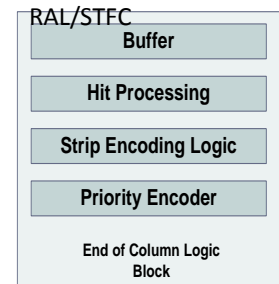 RAL/STFC
Buffer
Hit Processing
Strip Encoding Logic
Priority Encoder
End of Column Logic
Block